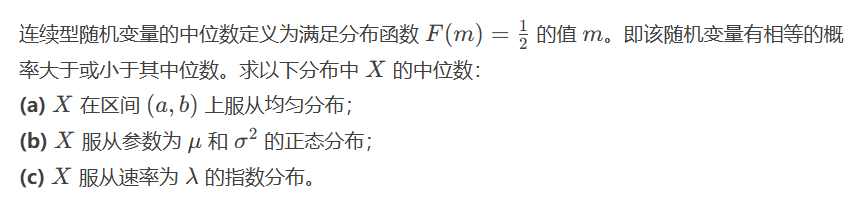 连续型随机变量的中位数定义为满足分布函数 $F(m) = \frac{1}{2}$ 的值 $m$。即该随机变量有相等的概
率大于或小于其中位数。求以下分布中 $X$ 的中位数：
(a) $X$ 在区间 $(a, b)$ 上服从均匀分布；
(b) $X$ 服从参数为 $\mu$ 和 $\sigma^2$ 的正态分布；
(c) $X$ 服从速率为 $\lambda$ 的指数分布。